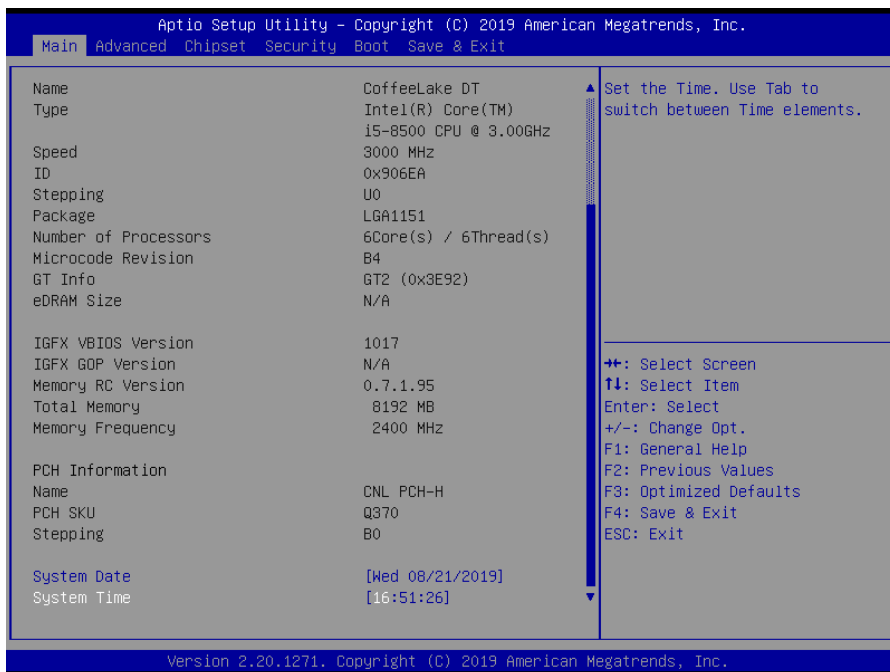 Aptio Setup Utility – Copyright (C) 2019 American Megatrends, Inc.
Main Advanced Chipset Security Boot Save & Exit
Name CoffeeLake DT
Type Intel(R) Core(TM)
i5-8500 CPU @ 3.00GHz
Speed 3000 MHz
ID 0x906EA
Stepping U0
Package LGA1151
Number of Processors 6Core(s) / 6Thread(s)
Microcode Revision B4
GT Info GT2 (0x3E92)
eDRAM Size N/A
IGFX VBIOS Version 1017
IGFX GOP Version N/A
Memory RC Version 0.7.1.95
Total Memory 8192 MB
Memory Frequency 2400 MHz
PCH Information
Name CNL PCH-H
PCH SKU Q370
Stepping B0
System Date [Wed 08/21/2019]
System Time [16:51:26]
Set the Time. Use Tab to
switch between Time elements.
→←: Select Screen
↑↓: Select Item
Enter: Select
+/-: Change Opt.
F1: General Help
F2: Previous Values
F3: Optimized Defaults
F4: Save & Exit
ESC: Exit
Version 2.20.1271. Copyright (C) 2019 American Megatrends, Inc.